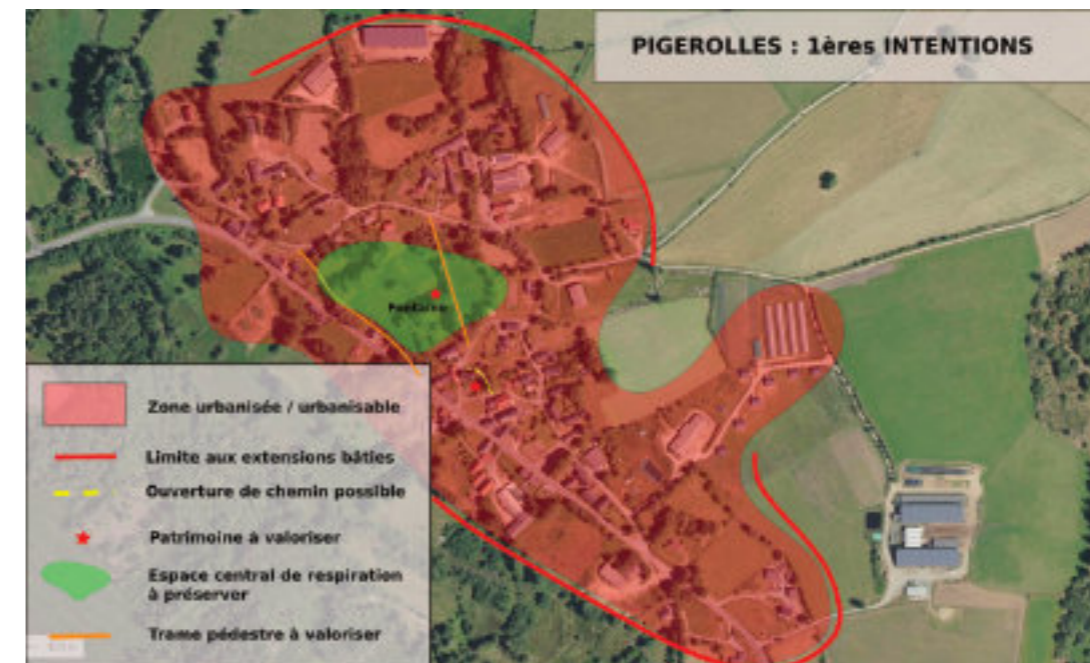 PIGEROLLES : 1ères INTENTIONS
Fontaine
Zone urbanisée / urbanisable
Limite aux extensions bâties
Ouverture de chemin possible
Patrimoine à valoriser
Espace central de respiration
à préserver
Trame pédestre à valoriser